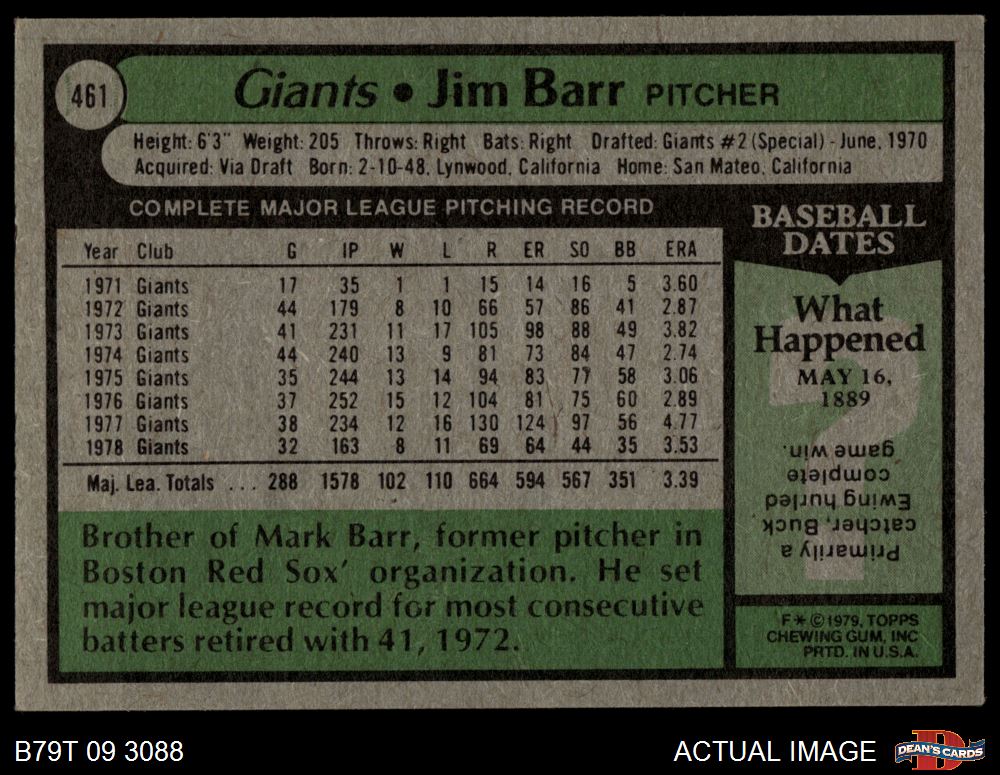 461
Giants • Jim Barr PITCHER
Height: 6'3" Weight: 205 Throws: Right Bats: Right Drafted: Giants #2 (Special) - June, 1970
Acquired: Via Draft Born: 2-10-48, Lynwood, California Home: San Mateo, California
COMPLETE MAJOR LEAGUE PITCHING RECORD
Year Club G IP W L R ER SO BB ERA
1971 Giants 17 35 1 1 15 14 16 5 3.60
1972 Giants 44 179 8 10 66 57 86 41 2.87
1973 Giants 41 231 11 17 105 98 88 49 3.82
1974 Giants 44 240 13 9 81 73 84 47 2.74
1975 Giants 35 244 13 14 94 83 77 58 3.06
1976 Giants 37 252 15 12 104 81 75 60 2.89
1977 Giants 38 234 12 16 130 124 97 56 4.77
1978 Giants 32 163 8 11 69 64 44 35 3.53
Maj. Lea. Totals ... 288 1578 102 110 664 594 567 351 3.39
Brother of Mark Barr, former pitcher in
Boston Red Sox' organization. He set
major league record for most consecutive
batters retired with 41, 1972.
BASEBALL
DATES
What
Happened
MAY 16,
1889
Primarily a
catcher, Buck
Ewing hurled
complete
game win.
F* © 1979, TOPPS
CHEWING GUM, INC
PRTD. IN U.S.A.
B79T 09 3088
ACTUAL IMAGE
D
DEAN'S CARDS